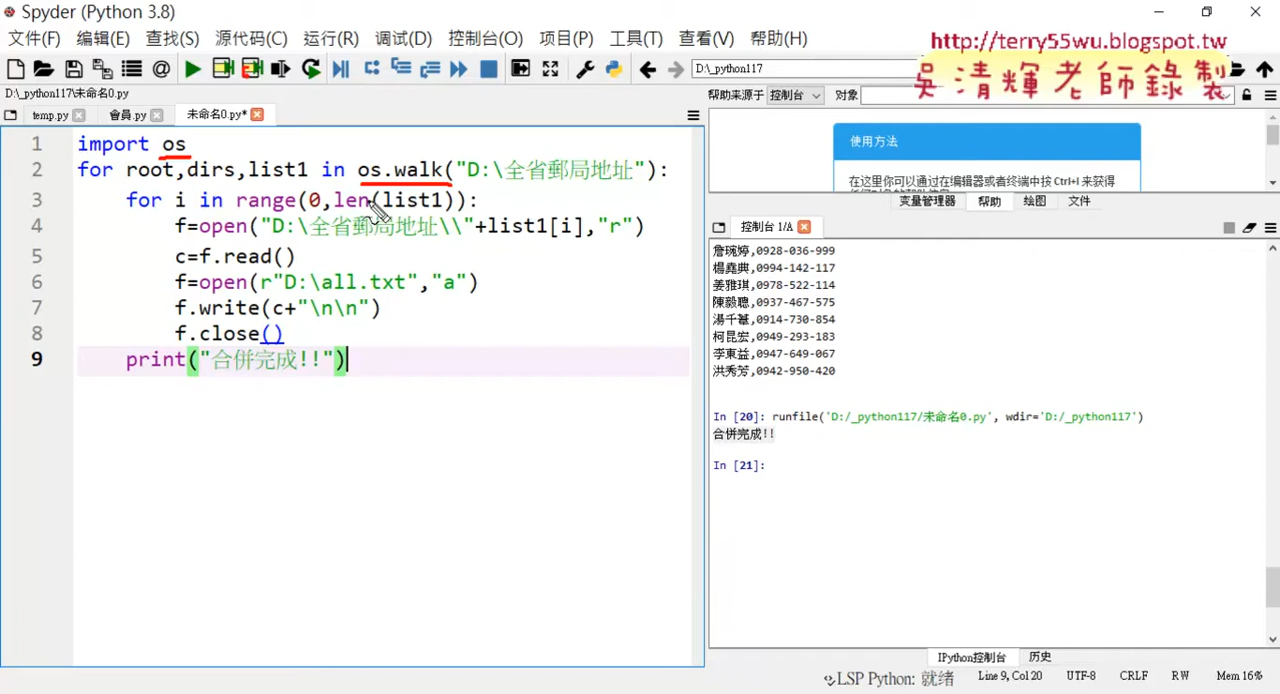 Spyder (Python 3.8)
文件(F) 编辑(E) 查找(S) 源代码(C) 运行(R) 调试(D) 控制台(O) 项目(P) 工具(T) 查看(V) 帮助(H)
http://terry55wu.blogspot.tw
吳清輝老師錄製
D:\_python117
D:\_python117\未命名0.py
temp.py
會員.py
未命名0.py*
1 import os
2 for root,dirs,list1 in os.walk("D:\全省郵局地址"):
3 for i in range(0,len(list1)):
4 f=open("D:\全省郵局地址\\"+list1[i],"r")
5 c=f.read()
6 f=open(r"D:\all.txt","a")
7 f.write(c+"\n\n")
8 f.close()
9 print("合併完成!!")
帮助来源于 控制台 对象
使用方法
在这里你可以通过在编辑器或者终端中按 Ctrl+I 来获得
变量管理器 帮助 绘图 文件
控制台 1/A
詹琬婷,0928-036-999
楊彝典,0994-142-117
姜雅琪,0978-522-114
陳毅聰,0937-467-575
湯千薹,0914-730-854
柯昆宏,0949-293-183
李東益,0947-649-067
洪秀芳,0942-950-420
In [20]: runfile('D:/_python117/未命名0.py', wdir='D:/_python117')
合併完成!!
In [21]:
IPython控制台 历史
LSP Python: 就绪 Line 9, Col 20 UTF-8 CRLF RW Mem 16%